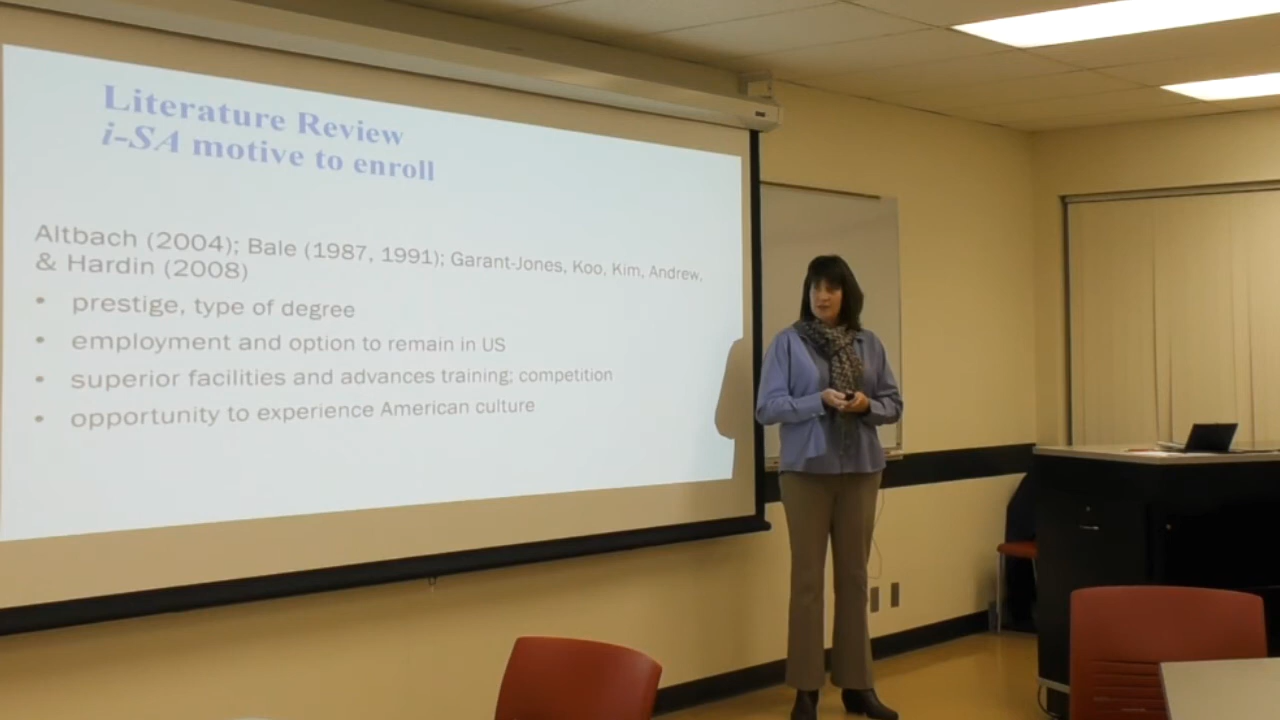 Literature Review
i-SA motive to enroll
Altbach (2004); Bale (1987, 1991); Garant-Jones, Koo, Kim, Andrew,
& Hardin (2008)
• prestige, type of degree
• employment and option to remain in US
• superior facilities and advances training; competition
• opportunity to experience American culture